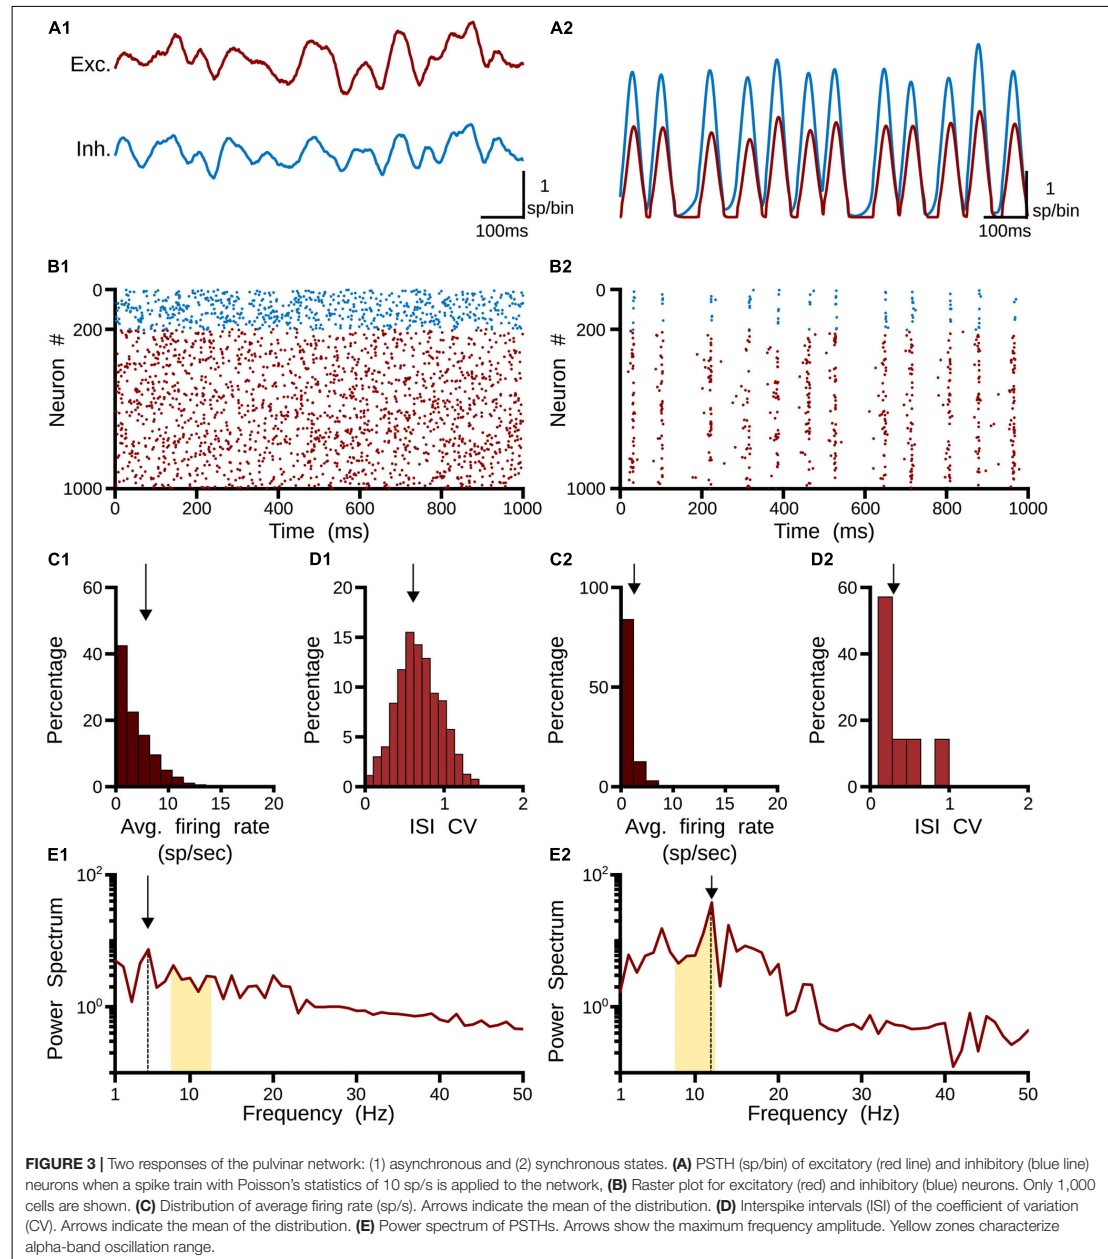 A1
A2
Exc.
Inh.
1
sp/bin
100ms
1
sp/bin
100ms
B1
B2
0
200
1000
Neuron #
0 200 400 600 800 1000
Time (ms)
0
200
1000
Neuron #
0 200 400 600 800 1000
Time (ms)
C1
D1
C2
D2
60
40
20
0
Percentage
0 10 15 20
Avg. firing rate
(sp/sec)
20
15
10
5
0
Percentage
0 1 2
ISI CV
100
50
0
Percentage
0 10 15 20
Avg. firing rate
(sp/sec)
60
40
20
0
Percentage
0 1 2
ISI CV
E1
E2
10²
10⁰
Power Spectrum
1 10 20 30 40 50
Frequency (Hz)
10²
10⁰
Power Spectrum
1 10 20 30 40 50
Frequency (Hz)
FIGURE 3 | Two responses of the pulvinar network: (1) asynchronous and (2) synchronous states. (A) PSTH (sp/bin) of excitatory (red line) and inhibitory (blue line)
neurons when a spike train with Poisson's statistics of 10 sp/s is applied to the network, (B) Raster plot for excitatory (red) and inhibitory (blue) neurons. Only 1,000
cells are shown. (C) Distribution of average firing rate (sp/s). Arrows indicate the mean of the distribution. (D) Interspike intervals (ISI) of the coefficient of variation
(CV). Arrows indicate the mean of the distribution. (E) Power spectrum of PSTHs. Arrows show the maximum frequency amplitude. Yellow zones characterize
alpha-band oscillation range.